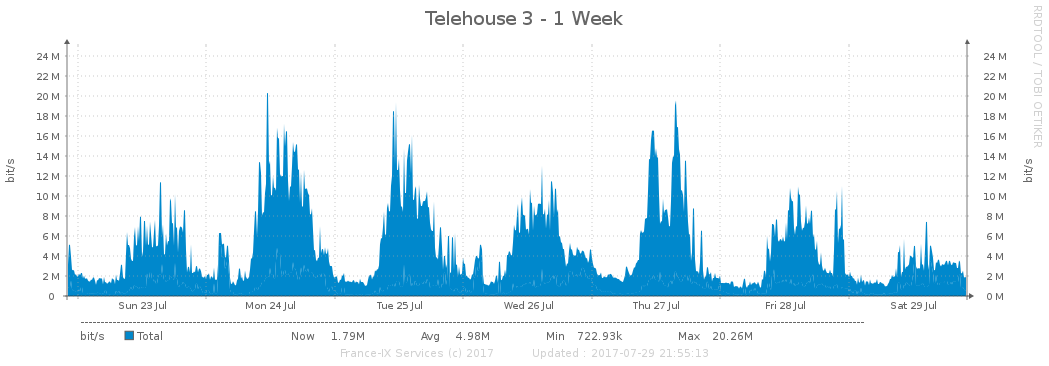 Telehouse 3 - 1 Week
RRDTOOL / TOBI OETIKER
bit/s
24 M 24 M
22 M 22 M
20 M 20 M
18 M 18 M
16 M 16 M
14 M 14 M
12 M 12 M
10 M 10 M
8 M 8 M
6 M 6 M
4 M 4 M
2 M 2 M
0 0 M
bit/s
Sun 23 Jul Mon 24 Jul Tue 25 Jul Wed 26 Jul Thu 27 Jul Fri 28 Jul Sat 29 Jul
bit/s Total Now 1.79M Avg 4.98M Min 722.93k Max 20.26M
France-IX Services (c) 2017 Updated : 2017-07-29 21:55:13